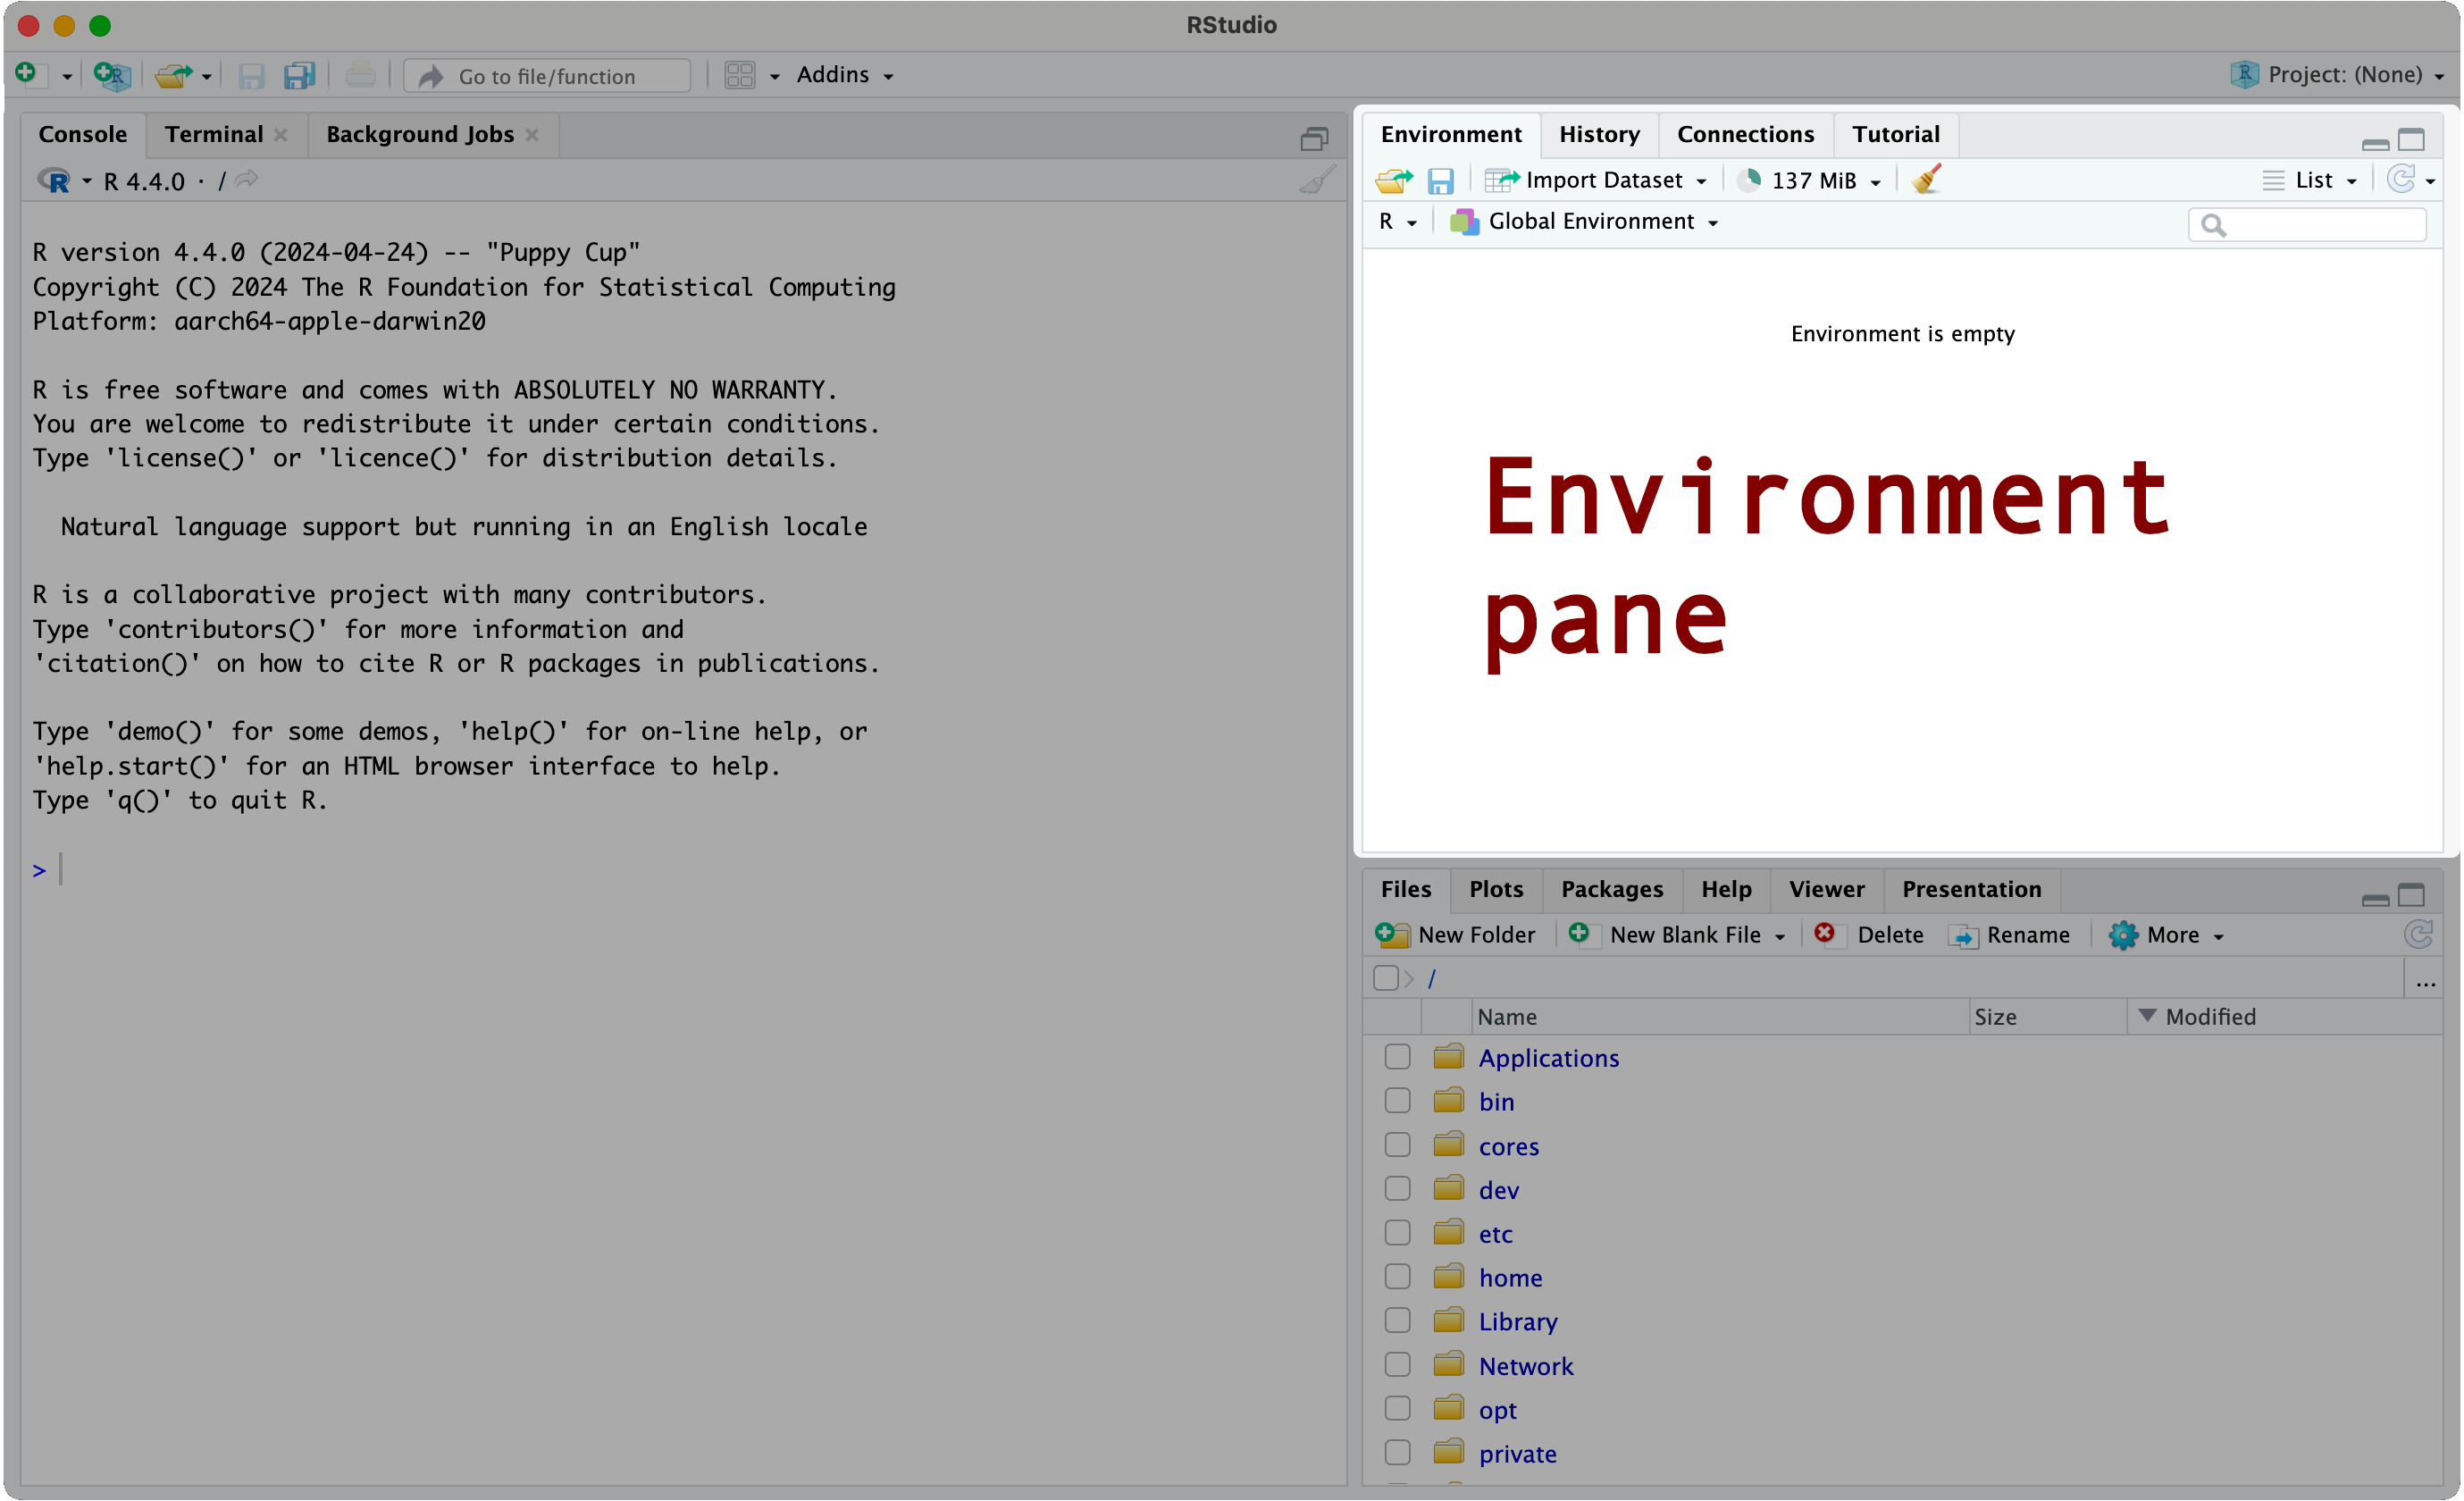 RStudio
Go to file/function
Addins
Project: (None)
Console
Terminal
Background Jobs
R 4.4.0 · /
R version 4.4.0 (2024-04-24) -- "Puppy Cup"
Copyright (C) 2024 The R Foundation for Statistical Computing
Platform: aarch64-apple-darwin20
R is free software and comes with ABSOLUTELY NO WARRANTY.
You are welcome to redistribute it under certain conditions.
Type 'license()' or 'licence()' for distribution details.
Natural language support but running in an English locale
R is a collaborative project with many contributors.
Type 'contributors()' for more information and
'citation()' on how to cite R or R packages in publications.
Type 'demo()' for some demos, 'help()' for on-line help, or
'help.start()' for an HTML browser interface to help.
Type 'q()' to quit R.
>
Environment
History
Connections
Tutorial
Import Dataset
137 MiB
List
R
Global Environment
Environment is empty
Environment
pane
Files
Plots
Packages
Help
Viewer
Presentation
New Folder
New Blank File
Delete
Rename
More
/
...
Name
Size
Modified
Applications
bin
cores
dev
etc
home
Library
Network
opt
private